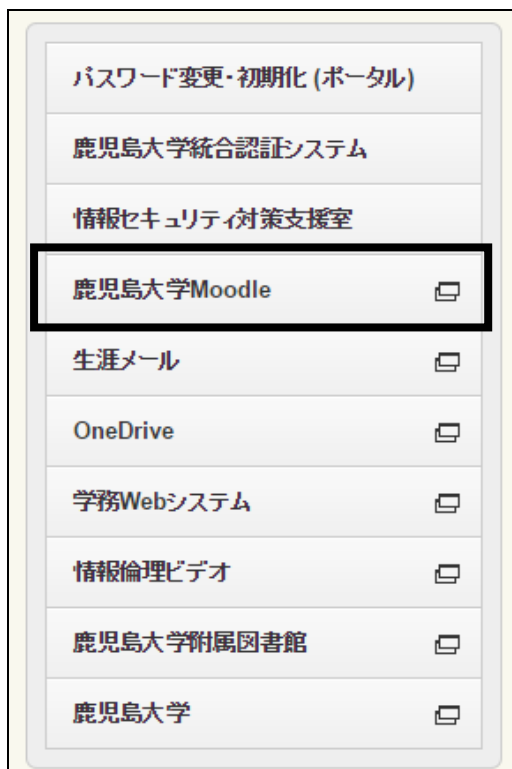 パスワード変更・初期化 (ポータル)
鹿児島大学統合認証システム
情報セキュリティ対策支援室
鹿児島大学Moodle
生涯メール
OneDrive
学務Webシステム
情報倫理ビデオ
鹿児島大学附属図書館
鹿児島大学